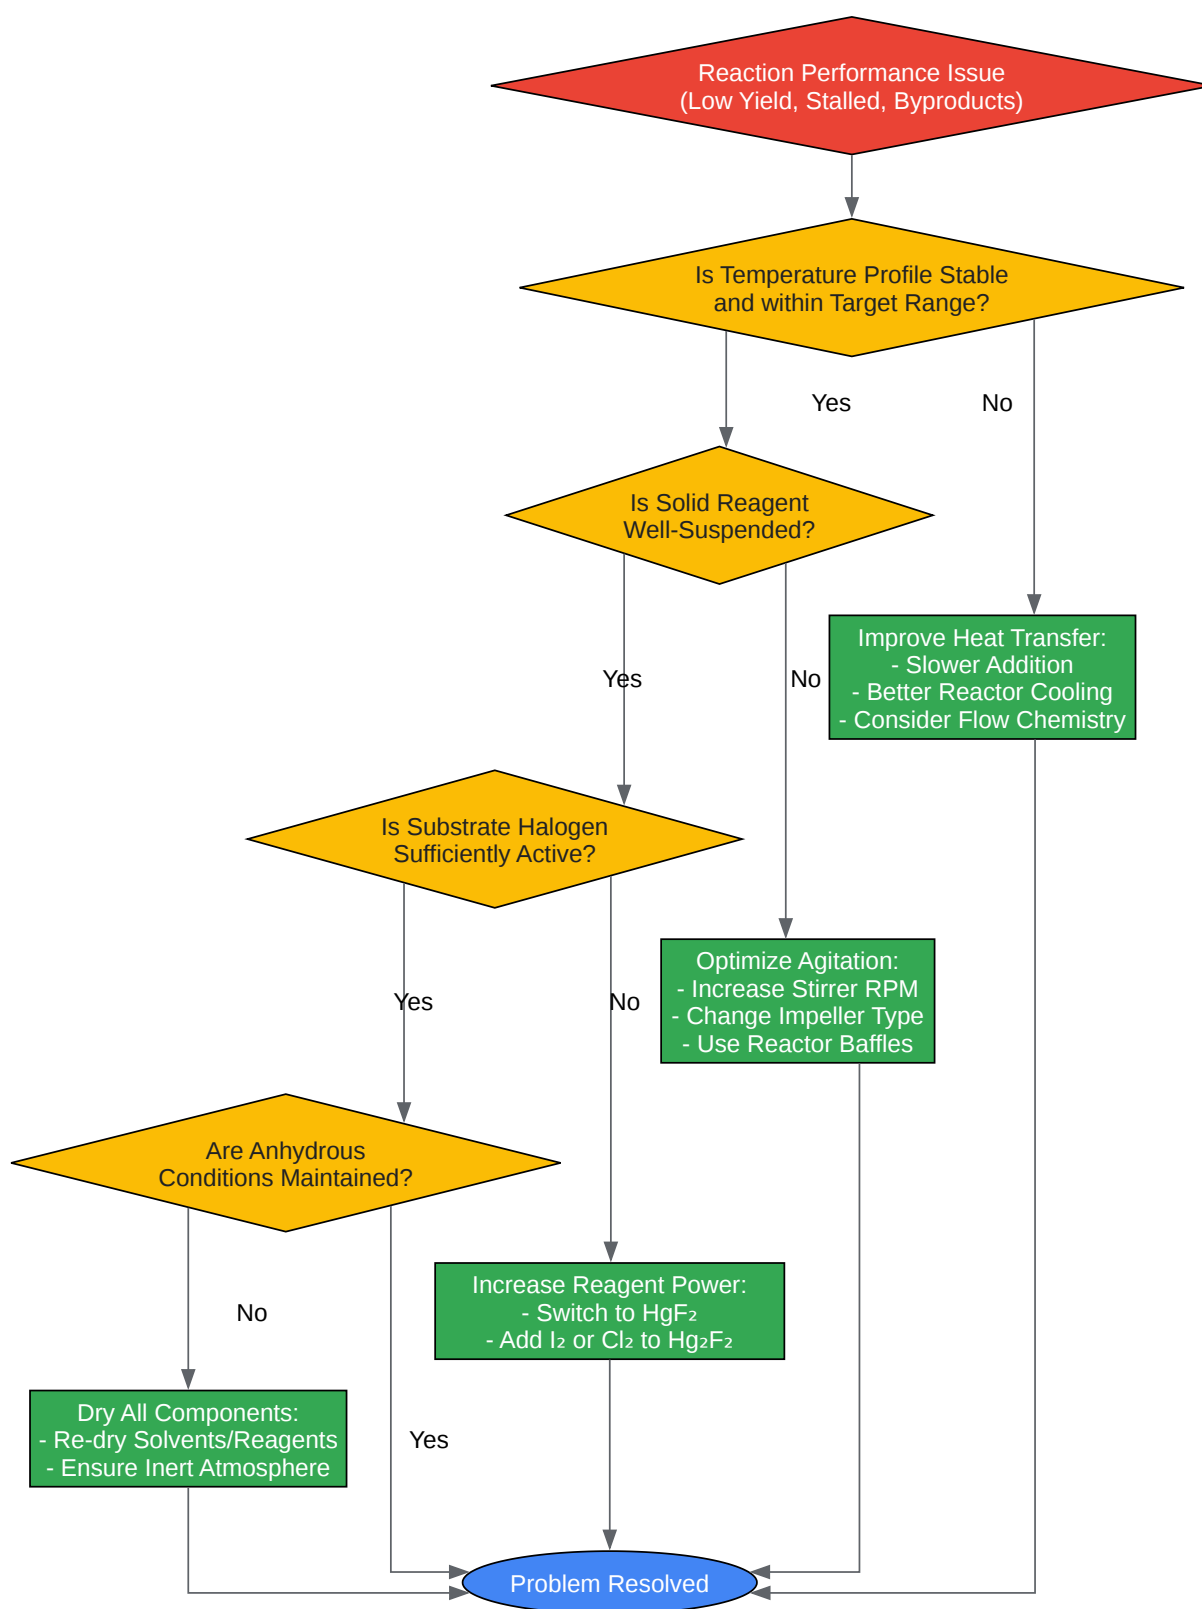 Reaction Performance Issue
(Low Yield, Stalled, Byproducts)
Is Temperature Profile Stable
and within Target Range?
Yes
No
Is Solid Reagent
Well-Suspended?
Improve Heat Transfer:
- Slower Addition
- Better Reactor Cooling
- Consider Flow Chemistry
Yes
No
Is Substrate Halogen
Sufficiently Active?
Optimize Agitation:
- Increase Stirrer RPM
- Change Impeller Type
- Use Reactor Baffles
Yes
No
Are Anhydrous
Conditions Maintained?
Increase Reagent Power:
- Switch to HgF₂
- Add I₂ or Cl₂ to Hg₂F₂
No
Dry All Components:
- Re-dry Solvents/Reagents
- Ensure Inert Atmosphere
Yes
Problem Resolved